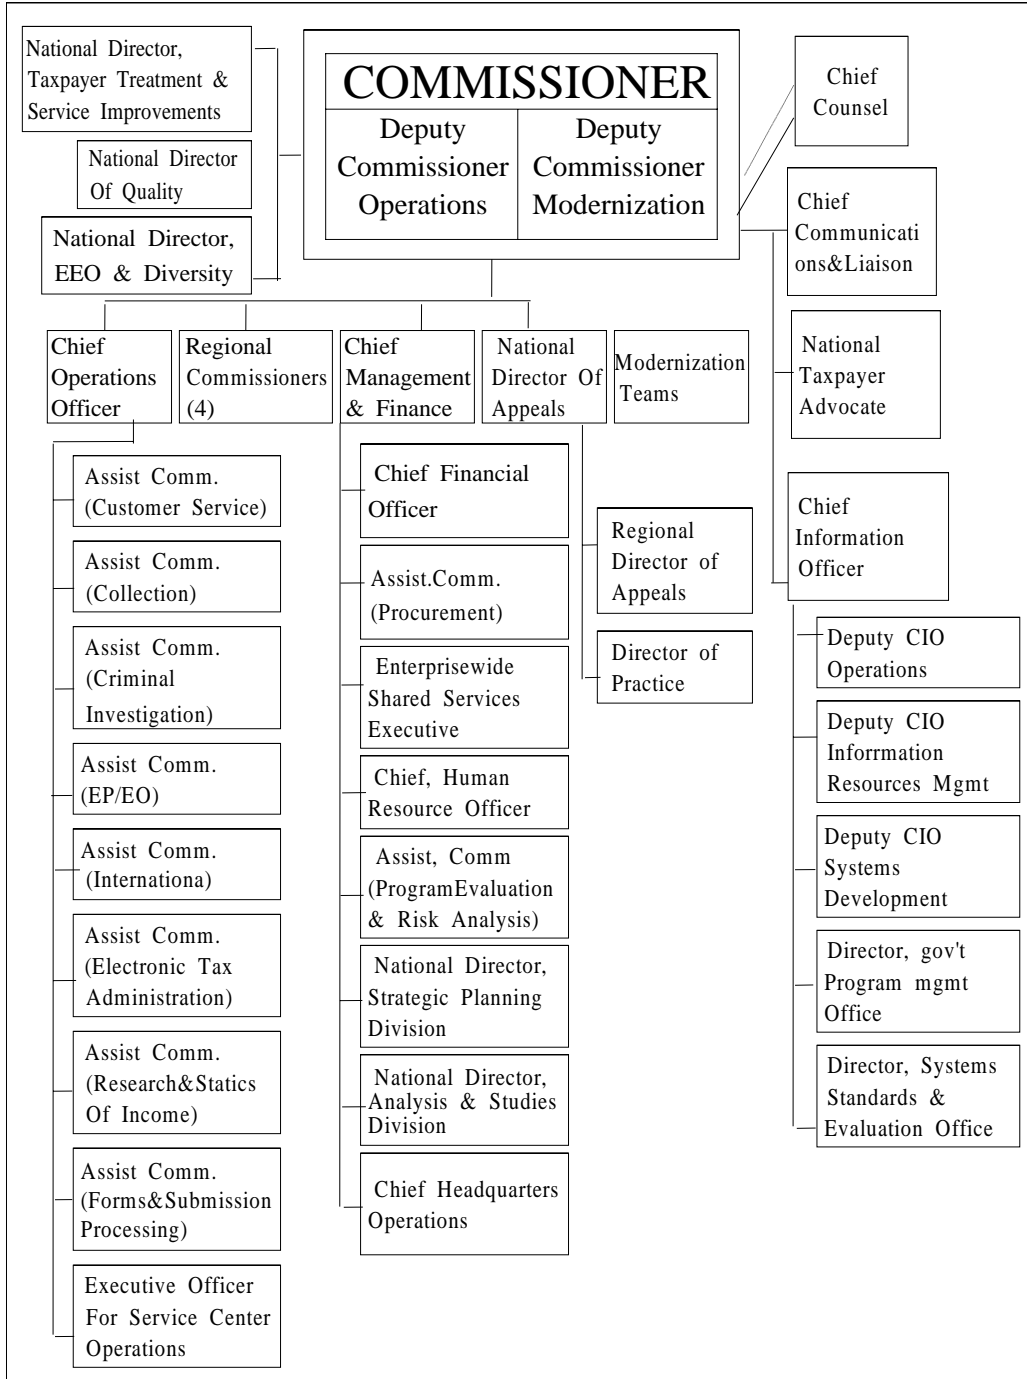 National Director,
Taxpayer Treatment &
Service Improvements
National Director
Of Quality
National Director,
EEO & Diversity
COMMISSIONER
Deputy
Commissioner
Operations
Deputy
Commissioner
Modernization
Chief
Counsel
Chief
Communicati
ons&Liaison
National
Taxpayer
Advocate
Chief
Information
Officer
Deputy CIO
Operations
Deputy CIO
Inforrmation
Resources Mgmt
Deputy CIO
Systems
Development
Director, gov't
Program mgmt
Office
Director, Systems
Standards &
Evaluation Office
Chief
Operations
Officer
Regional
Commissioners
(4)
Chief
Management
& Finance
National
Director Of
Appeals
Modernization
Teams
Assist Comm.
(Customer Service)
Assist Comm.
(Collection)
Assist Comm.
(Criminal
Investigation)
Assist Comm.
(EP/EO)
Assist Comm.
(Internationa)
Assist Comm.
(Electronic Tax
Administration)
Assist Comm.
(Research&Statics
Of Income)
Assist Comm.
(Forms&Submission
Processing)
Executive Officer
For Service Center
Operations
Chief Financial
Officer
Assist.Comm.
(Procurement)
Enterprisewide
Shared Services
Executive
Chief, Human
Resource Officer
Assist, Comm
(ProgramEvaluation
& Risk Analysis)
National Director,
Strategic Planning
Division
National Director,
Analysis & Studies
Division
Chief Headquarters
Operations
Regional
Director of
Appeals
Director of
Practice